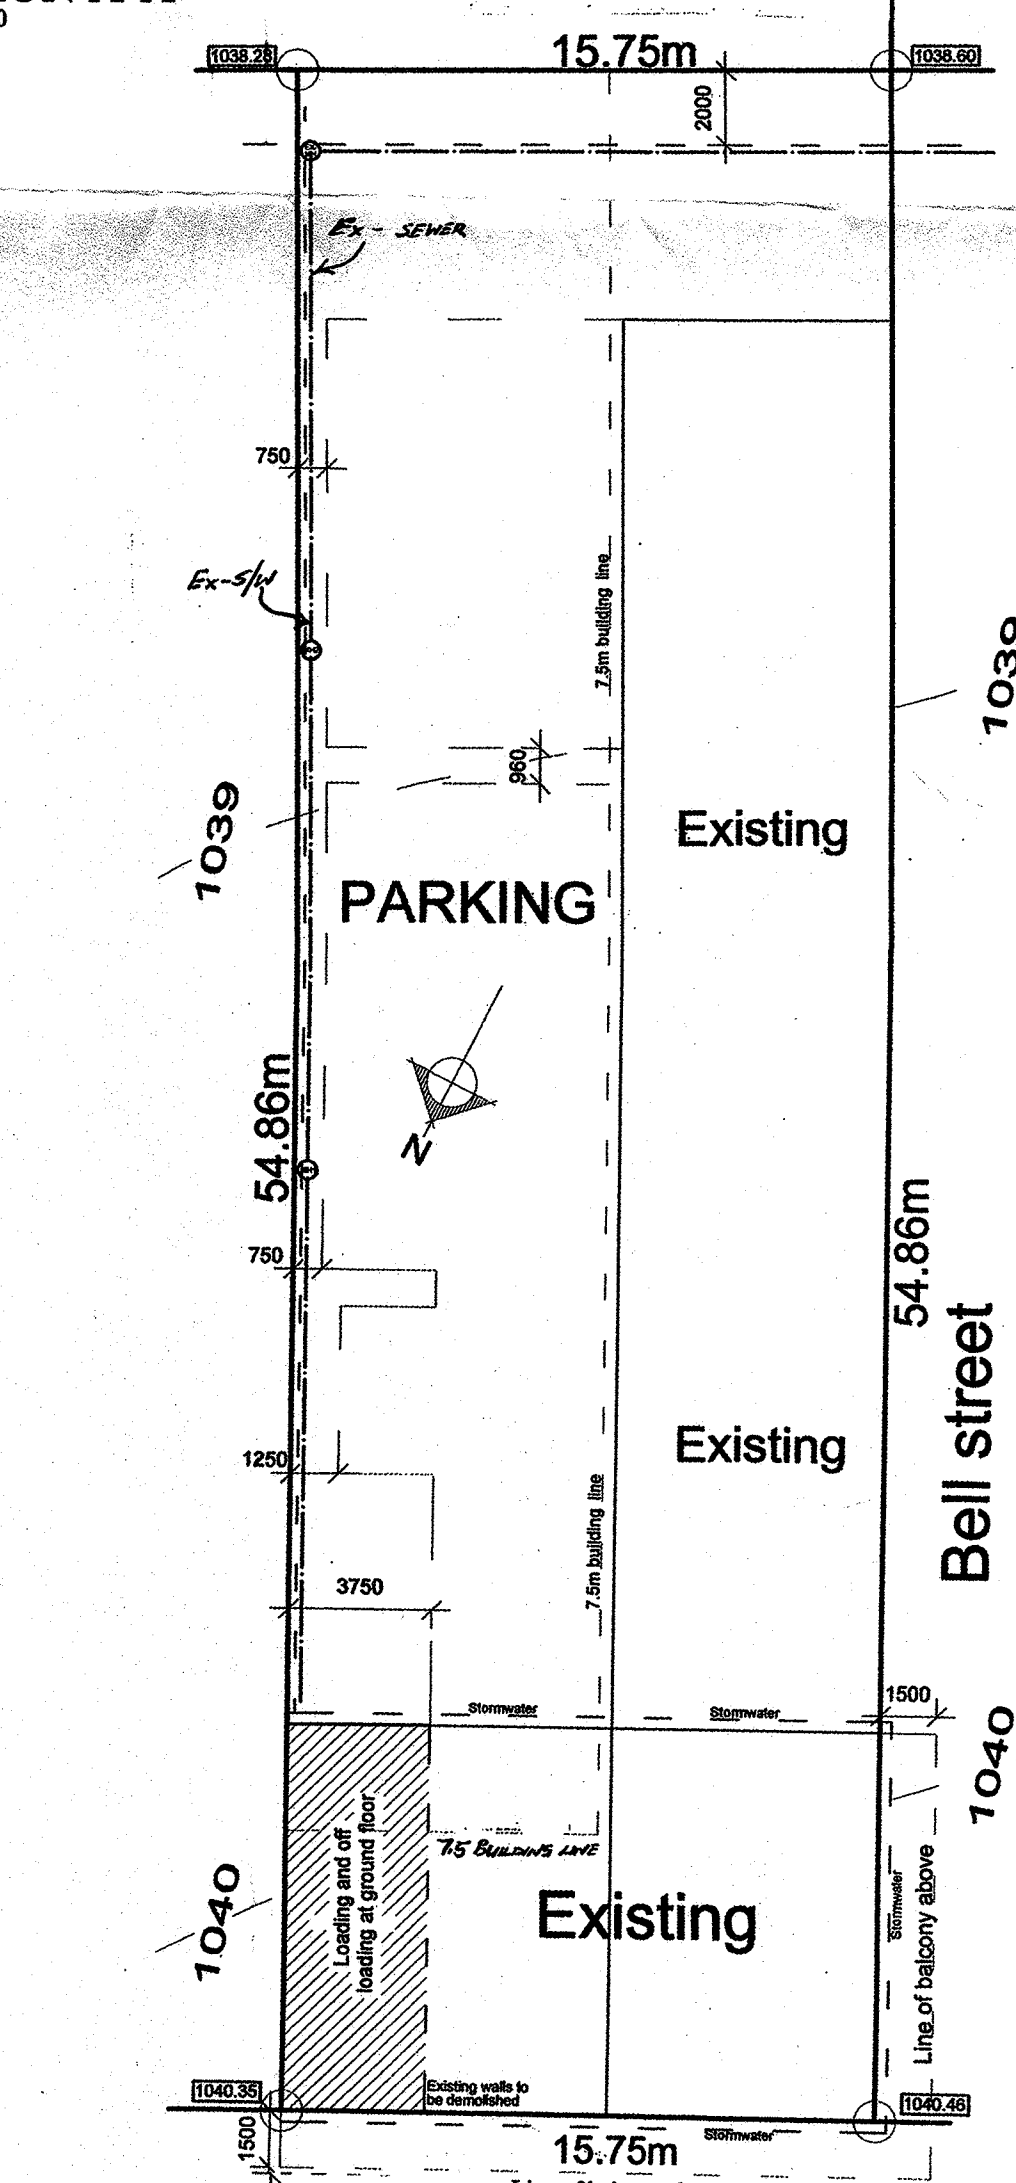 1038.28
15.75m
1038.60
2000
Ex - SEWER
750
7.5m building line
Ex-S/W
1039
1039
960
Existing
PARKING
N
54.86m
54.86m
750
Existing
Bell street
1250
7.5m building line
3750
1500
Stormwater
Stormwater
1040
Loading and off
loading at ground floor
7.5 BUILDING LINE
1040
Existing
Stormwater
Line of balcony above
1040.35
Existing walls to
be demolished
1040.46
1500
15.75m
Stormwater